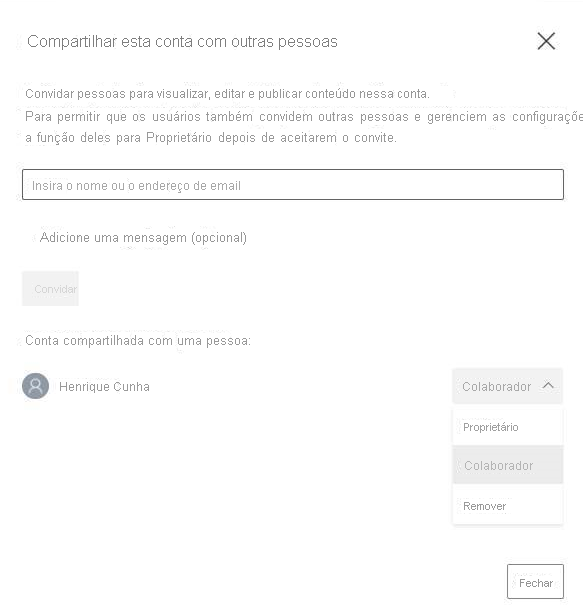 Compartilhar esta conta com outras pessoas
Convidar pessoas para visualizar, editar e publicar conteúdo nessa conta.
Para permitir que os usuários também convidem outras pessoas e gerenciem as configuraçõe
a função deles para Proprietário depois de aceitarem o convite.
Insira o nome ou o endereço de email
Adicione uma mensagem (opcional)
Convidar
Conta compartilhada com uma pessoa:
Henrique Cunha
Colaborador
Proprietário
Colaborador
Remover
Fechar